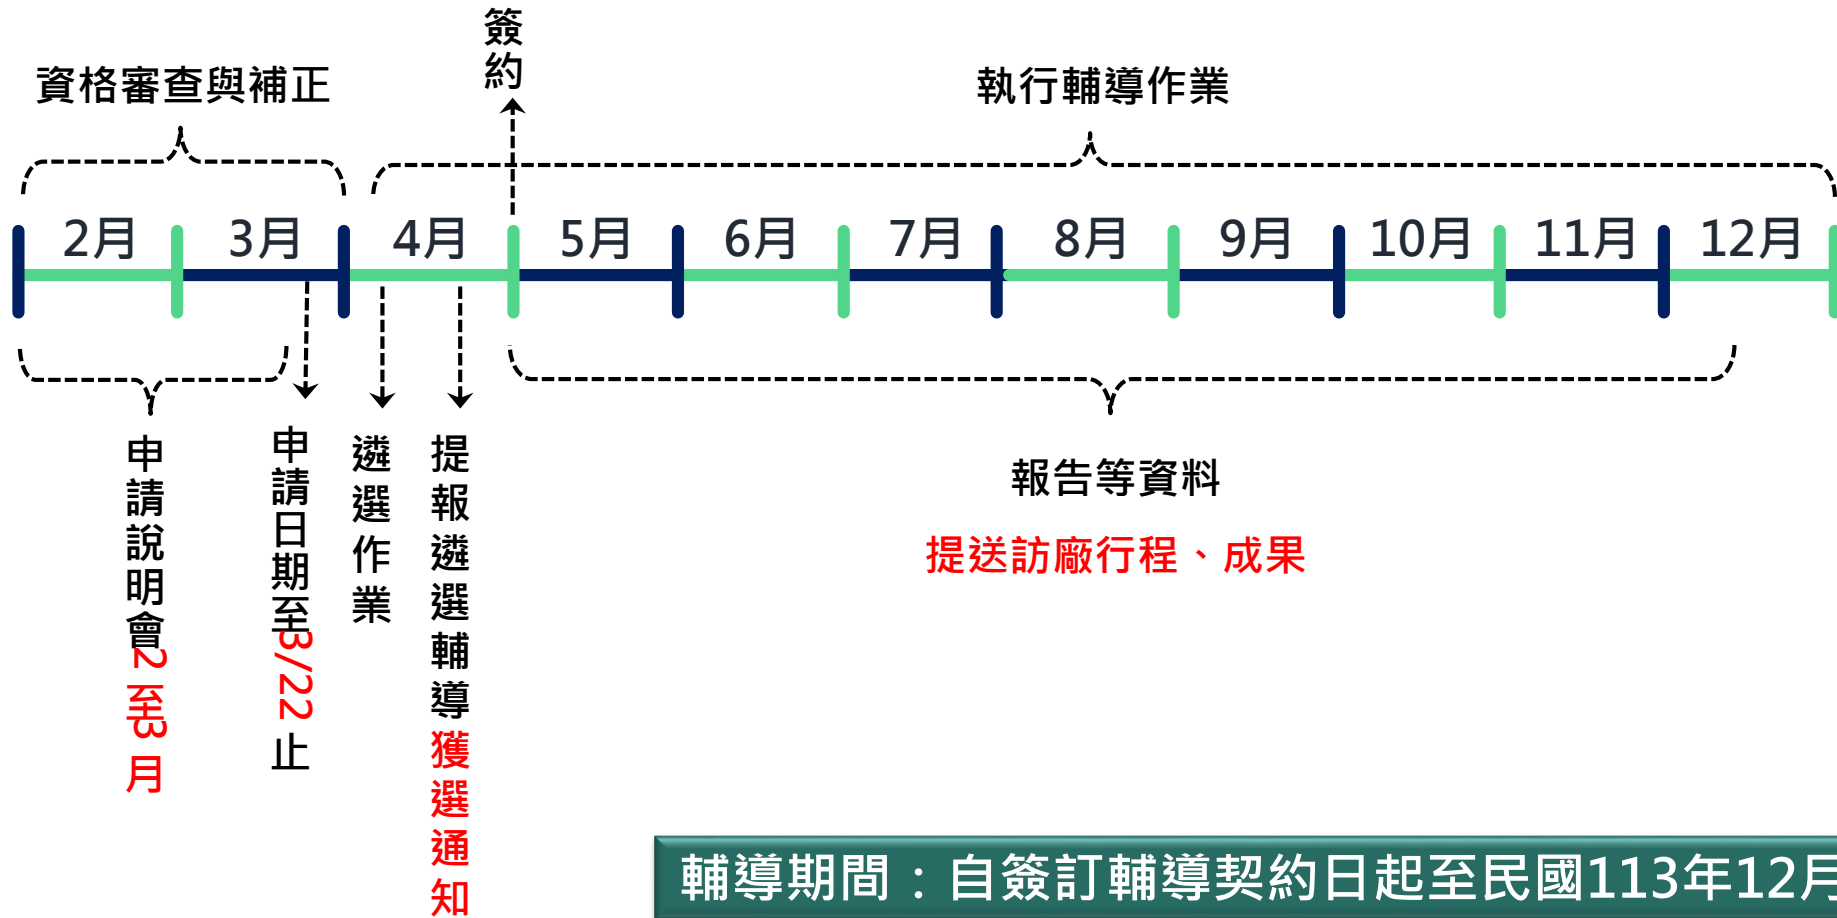 簽約
資格審查與補正
執行輔導作業
2月
3月
4月
5月
6月
7月
8月
9月
10月
11月
12月
申請說明會2至3月
申請日期至3/22止
遴選作業
提報遴選輔導獲選通知
報告等資料
提送訪廠行程、成果
輔導期間：自簽訂輔導契約日起至民國113年12月